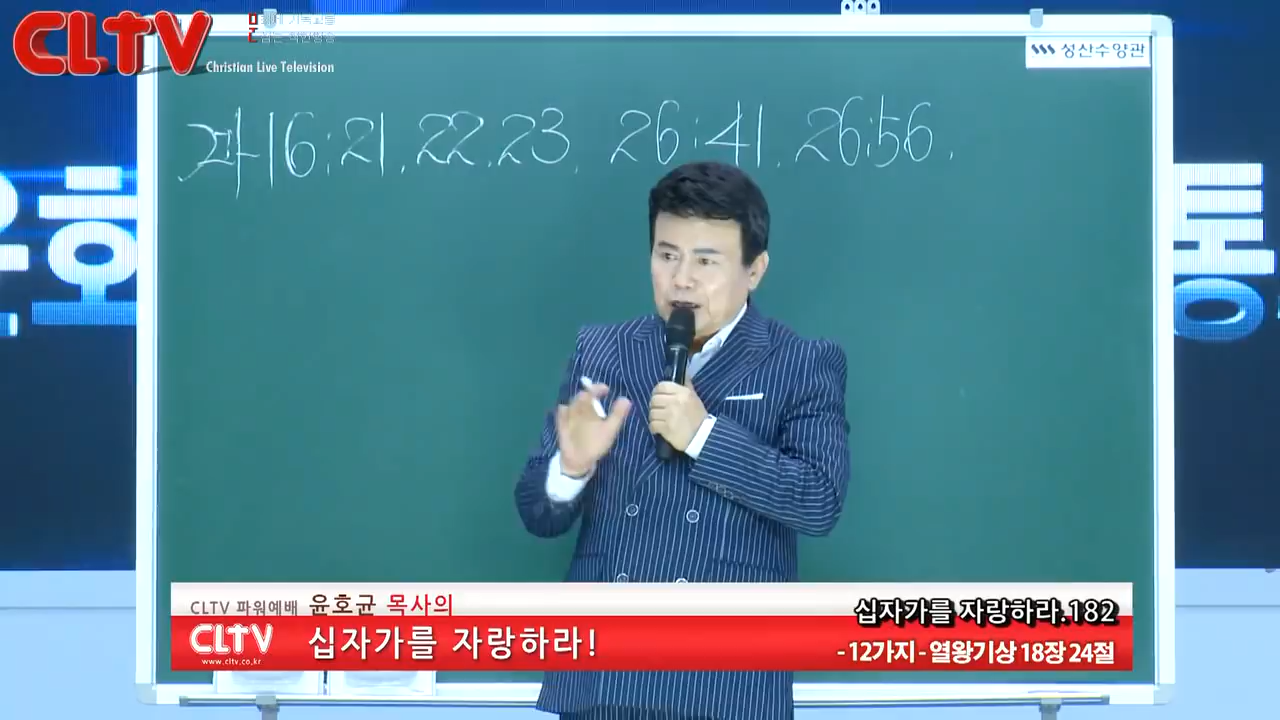 CLTV
Christian Live Television
성산수양관
마16:21, 22, 23, 26:41, 26:56,
CLTV 파워예배 윤호균 목사의
십자가를 자랑하라.182
CLTV
www.cltv.co.kr
십자가를 자랑하라!
- 12가지 - 열왕기상 18장 24절